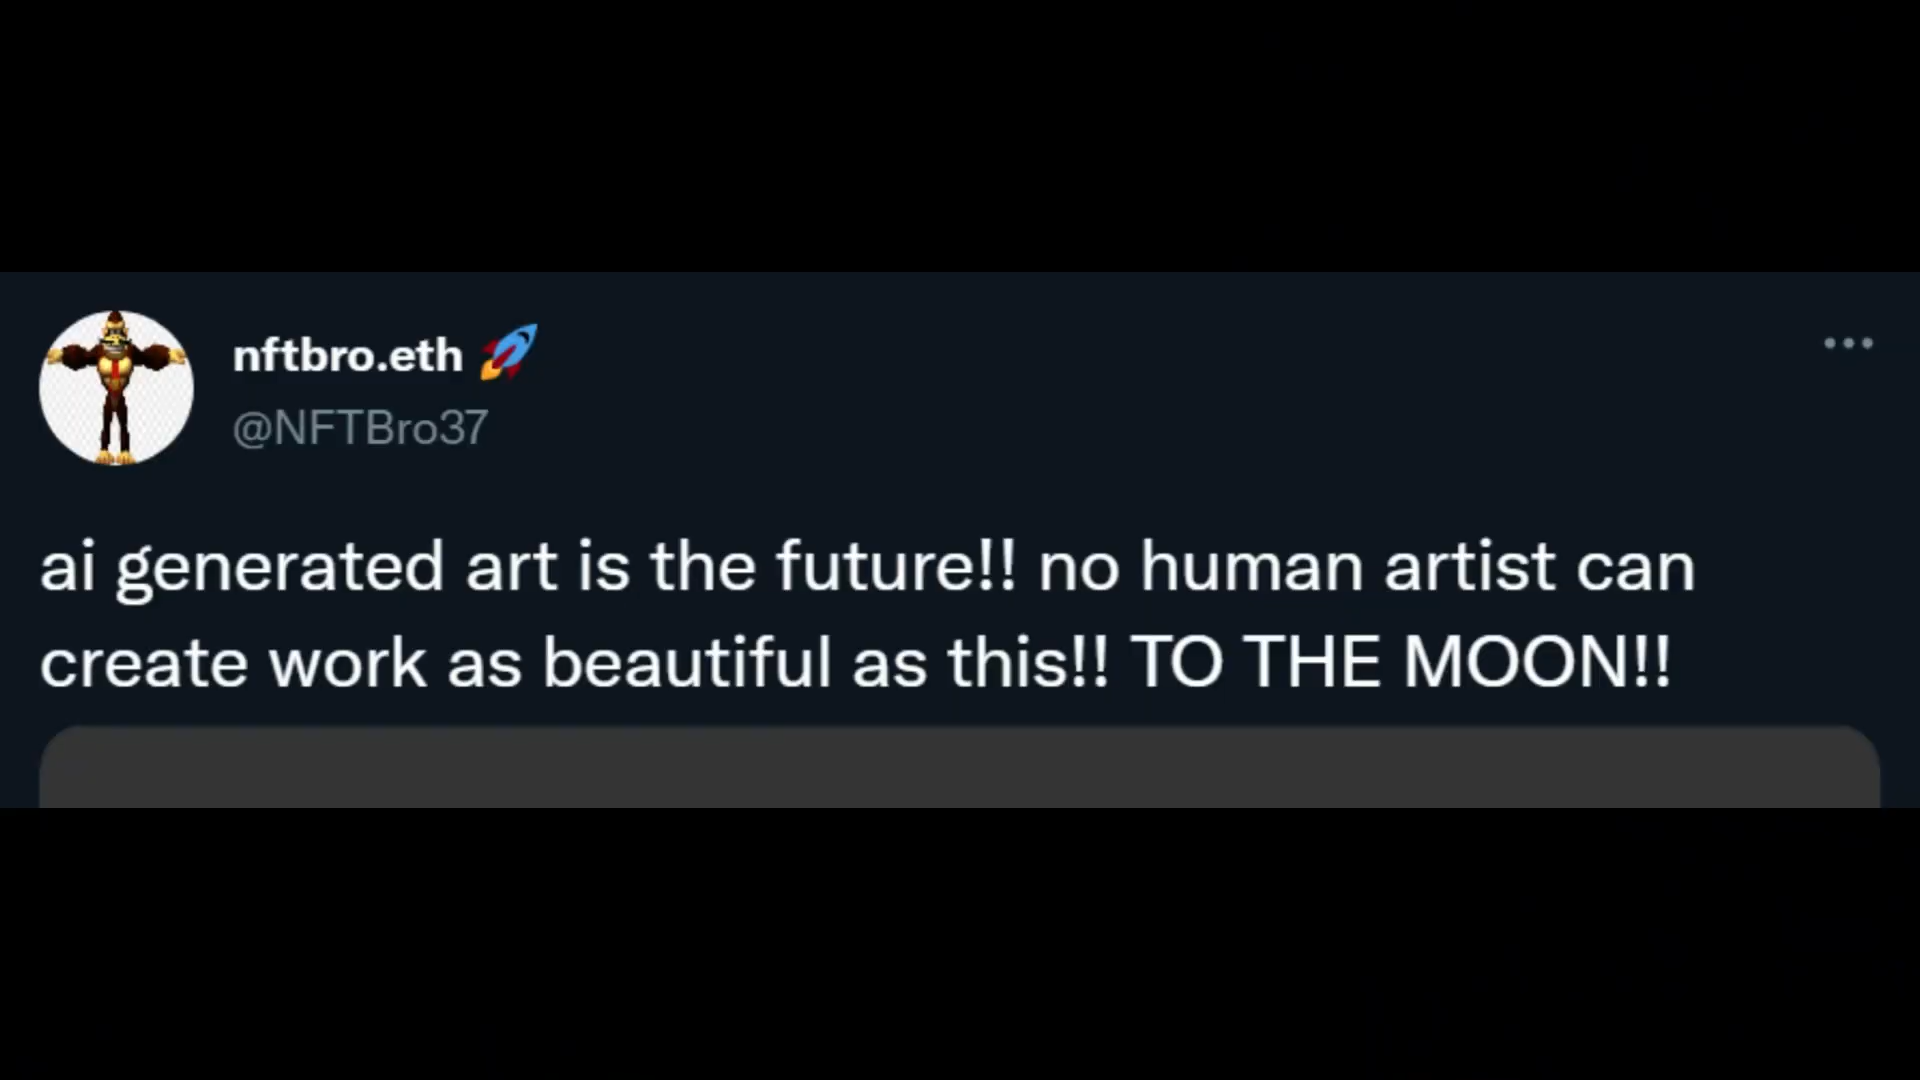 nftbro.eth 🚀
@NFTBro37
ai generated art is the future!! no human artist can
create work as beautiful as this!! TO THE MOON!!